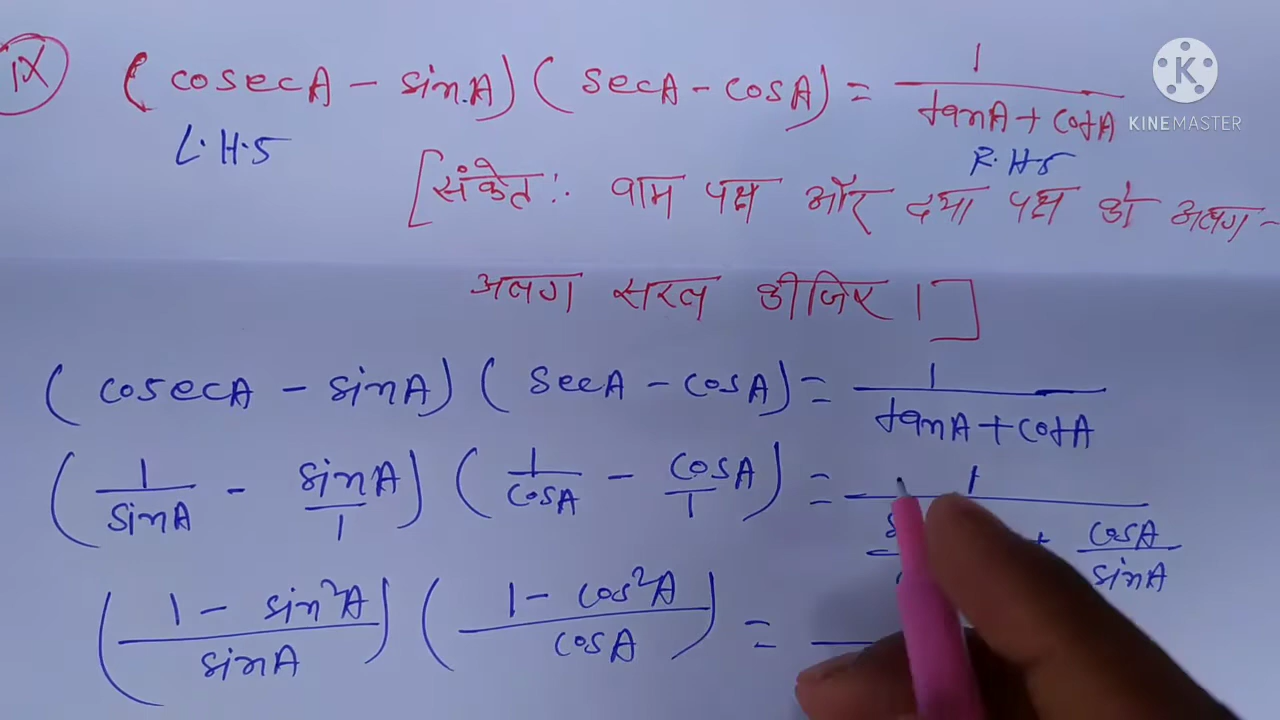 ix (cosecA - sinA) (secA - cosA) = 1/(tanA + cotA)
K
KINEMASTER
L.H.S R.H.S
[संकेत :. वाम पक्ष और दया पक्ष को अलग -
अलग सरल कीजिए ।]
(cosecA - sinA) (secA - cosA) = 1/(tanA + cotA)
(1/sinA - sinA/1) (1/cosA - cosA/1) = 1/( + cosA/sinA)
((1 - sin²A)/sinA) ((1 - cos²A)/cosA) =